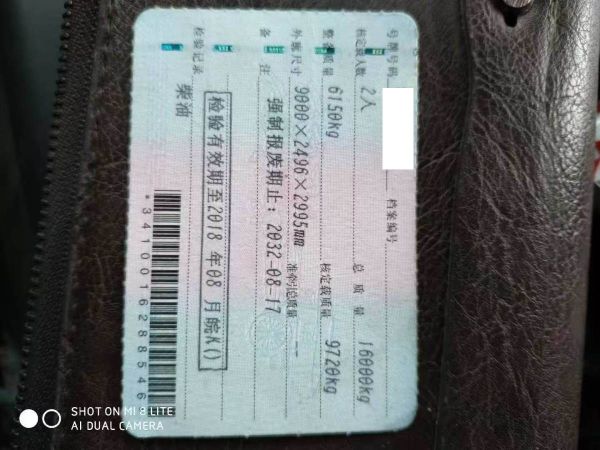 号牌号码 档案编号
核定载人数 2人 总质量 16000kg
整备质量 6150kg 核定载质量 9720kg
外廓尺寸 9000×2496×2995mm 准牵引总质量 --
备注 强制报废期止：2032-08-17
检验记录 检验有效期至2018年08月皖K()
柴油
*3410016288546
SHOT ON MI 8 LITE
AI DUAL CAMERA